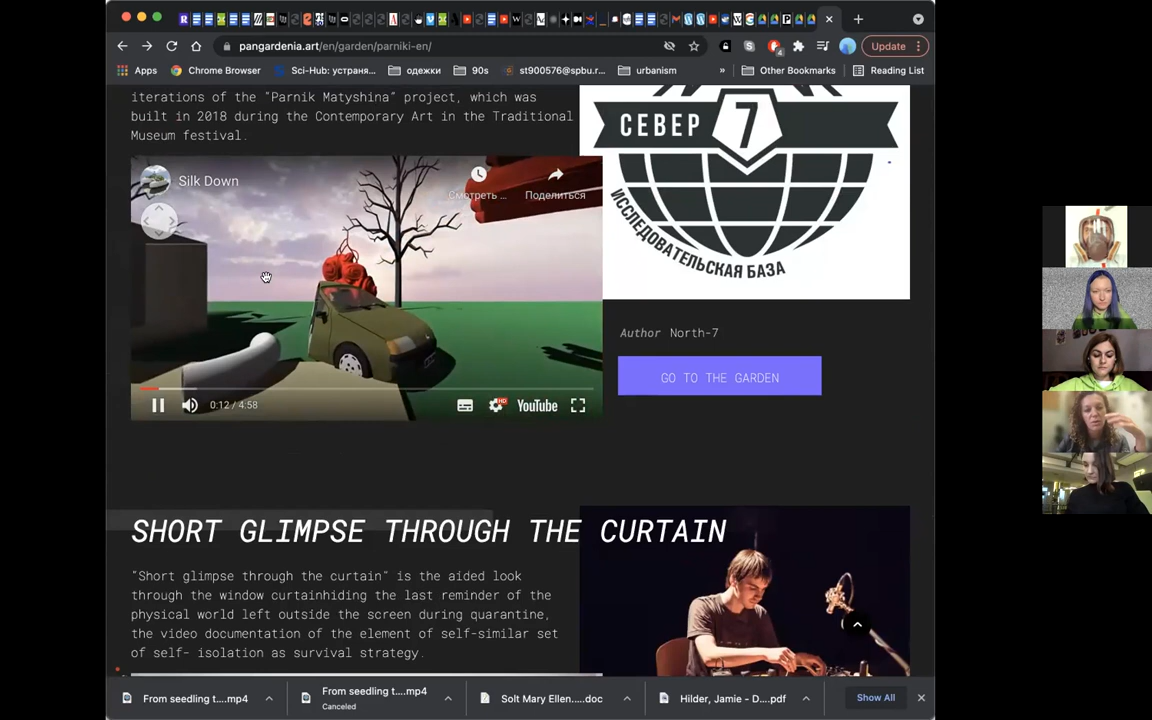 pangardenia.art/en/garden/parniki-en/
Update
Apps
Chrome Browser
Sci-Hub: устраня...
одежки
90s
st900576@spbu.r...
urbanism
»
Other Bookmarks
Reading List
iterations of the "Parnik Matyshina" project, which was
built in 2018 during the Contemporary Art in the Traditional
Museum festival.
Silk Down
Смотреть ...
Поделиться
0:12 / 4:58
HD
YouTube
СЕВЕР 7
ИССЛЕДОВАТЕЛЬСКАЯ БАЗА
Author North-7
GO TO THE GARDEN
SHORT GLIMPSE THROUGH THE CURTAIN
"Short glimpse through the curtain" is the aided look
through the window curtainhiding the last reminder of the
physical world left outside the screen during quarantine,
the video documentation of the element of self-similar set
of self- isolation as survival strategy.
From seedling t....mp4
From seedling t....mp4
Canceled
Solt Mary Ellen.....doc
Hilder, Jamie - D....pdf
Show All